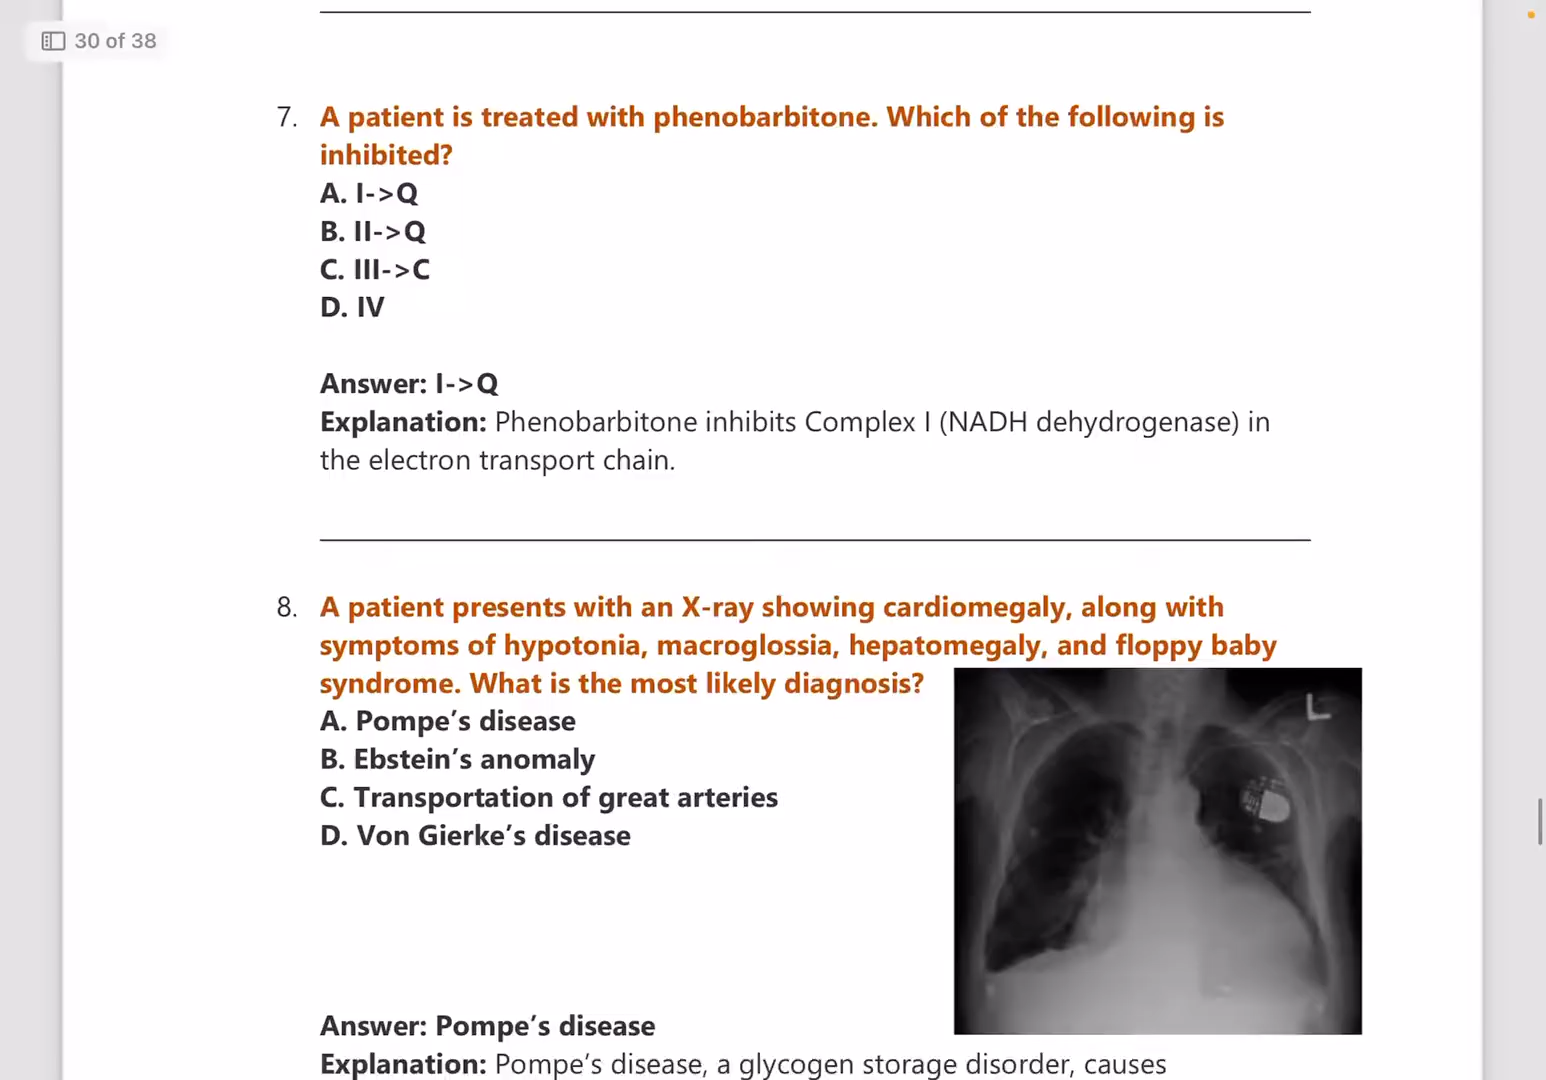 30 of 38
7. A patient is treated with phenobarbitone. Which of the following is
inhibited?
A. I->Q
B. II->Q
C. III->C
D. IV
Answer: I->Q
Explanation: Phenobarbitone inhibits Complex I (NADH dehydrogenase) in
the electron transport chain.
8. A patient presents with an X-ray showing cardiomegaly, along with
symptoms of hypotonia, macroglossia, hepatomegaly, and floppy baby
syndrome. What is the most likely diagnosis?
A. Pompe’s disease
B. Ebstein’s anomaly
C. Transportation of great arteries
D. Von Gierke’s disease
L
Answer: Pompe’s disease
Explanation: Pompe’s disease, a glycogen storage disorder, causes